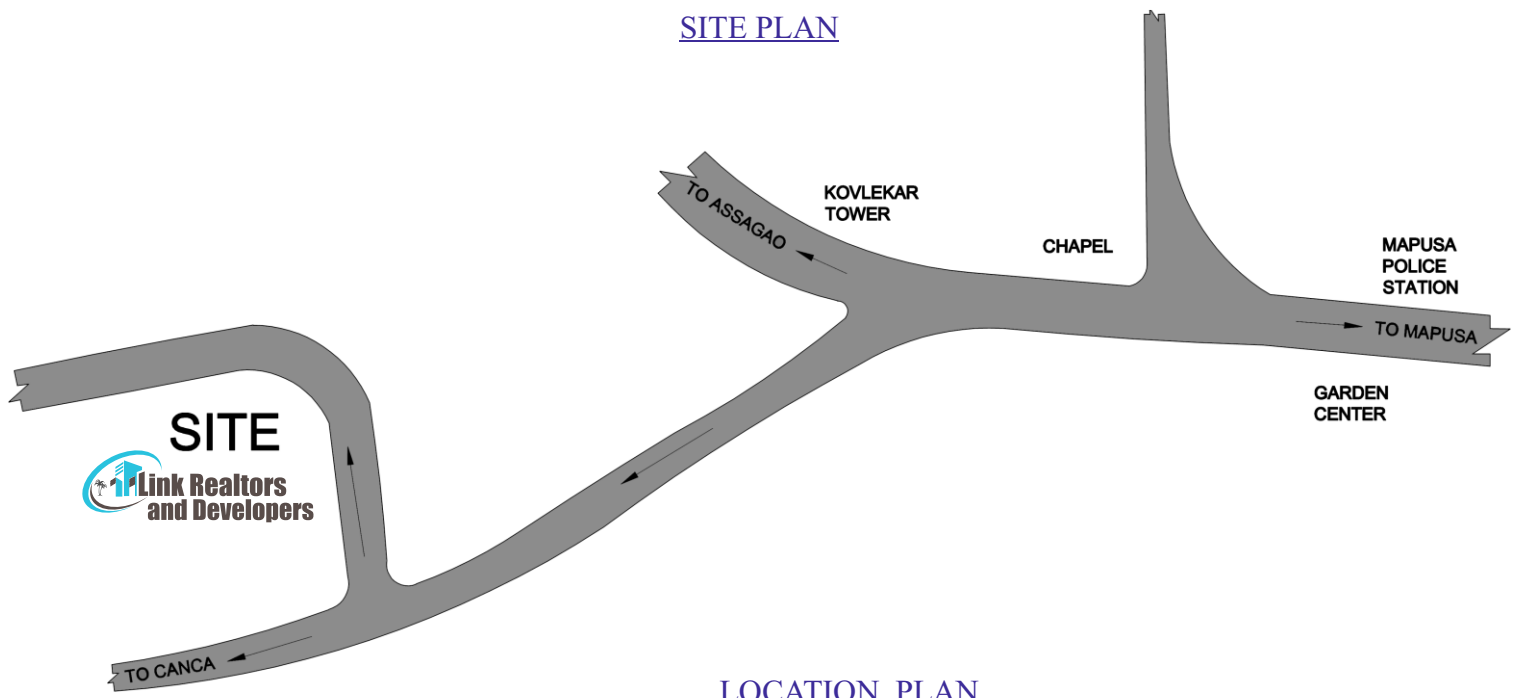 SITE PLAN
KOVLEKAR
TOWER
TO ASSAGAO
CHAPEL
MAPUSA
POLICE
STATION
TO MAPUSA
GARDEN
CENTER
SITE
Link Realtors
and Developers
TO CANCA
LOCATION PLAN